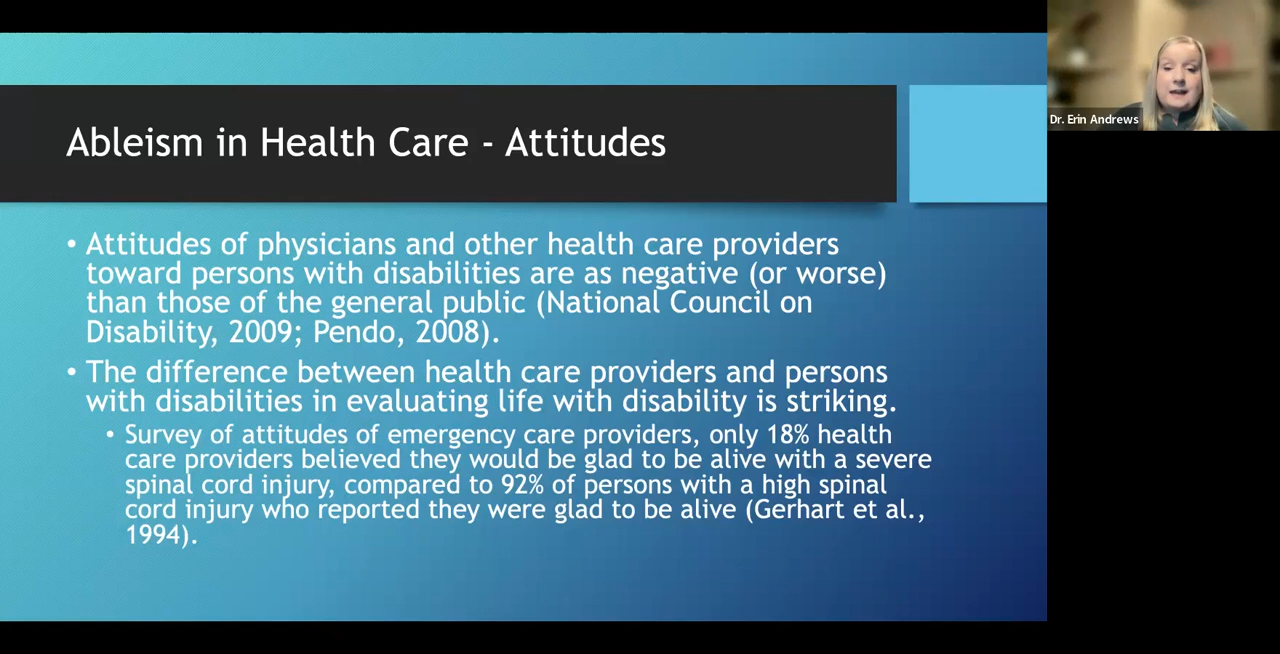 Ableism in Health Care - Attitudes
• Attitudes of physicians and other health care providers
toward persons with disabilities are as negative (or worse)
than those of the general public (National Council on
Disability, 2009; Pendo, 2008).
• The difference between health care providers and persons
with disabilities in evaluating life with disability is striking.
• Survey of attitudes of emergency care providers, only 18% health
care providers believed they would be glad to be alive with a severe
spinal cord injury, compared to 92% of persons with a high spinal
cord injury who reported they were glad to be alive (Gerhart et al.,
1994).
Dr. Erin Andrews